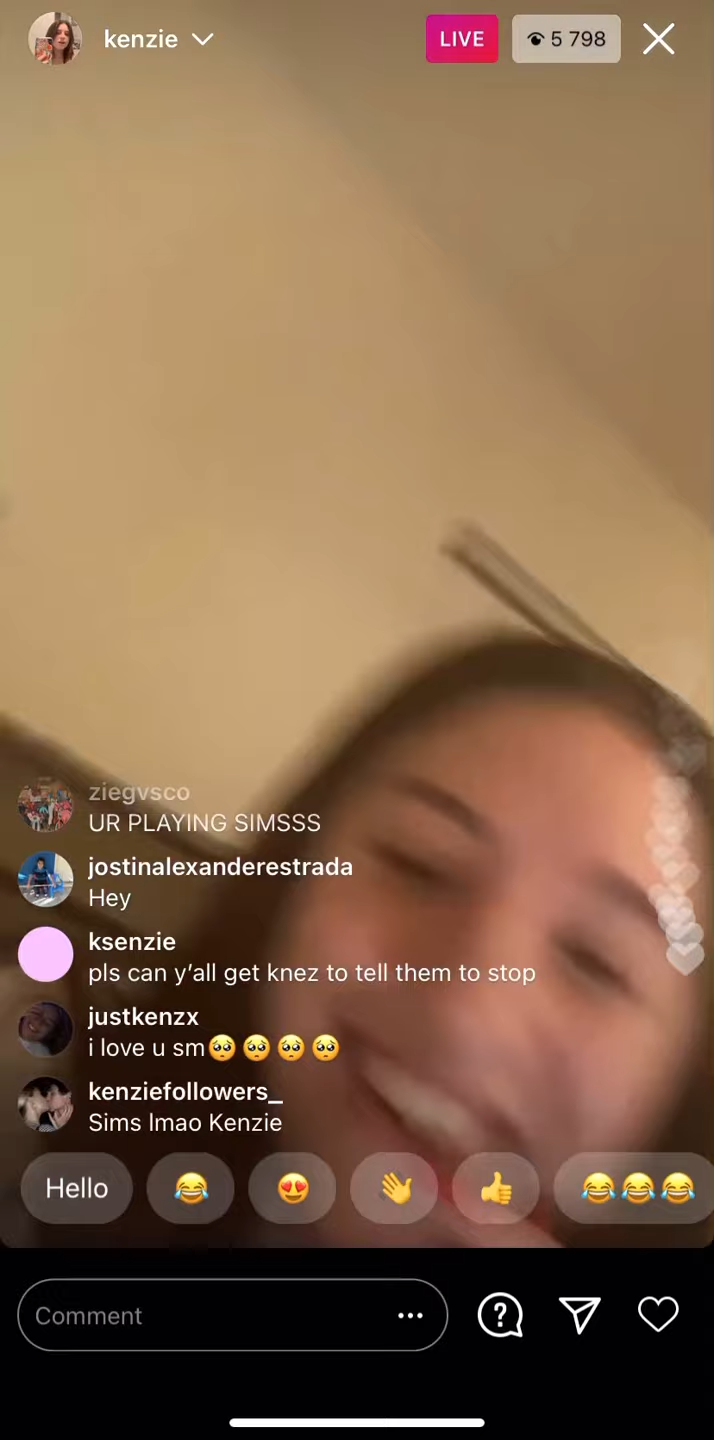 kenzie
LIVE
5 798
ziegvsco
UR PLAYING SIMSSS
jostinalexanderestrada
Hey
ksenzie
pls can y’all get knez to tell them to stop
justkenzx
i love u sm🥺🥺🥺🥺
kenziefollowers_
Sims lmao Kenzie
Hello 😂 😍 👋 👍 😂😂😂
Comment ...